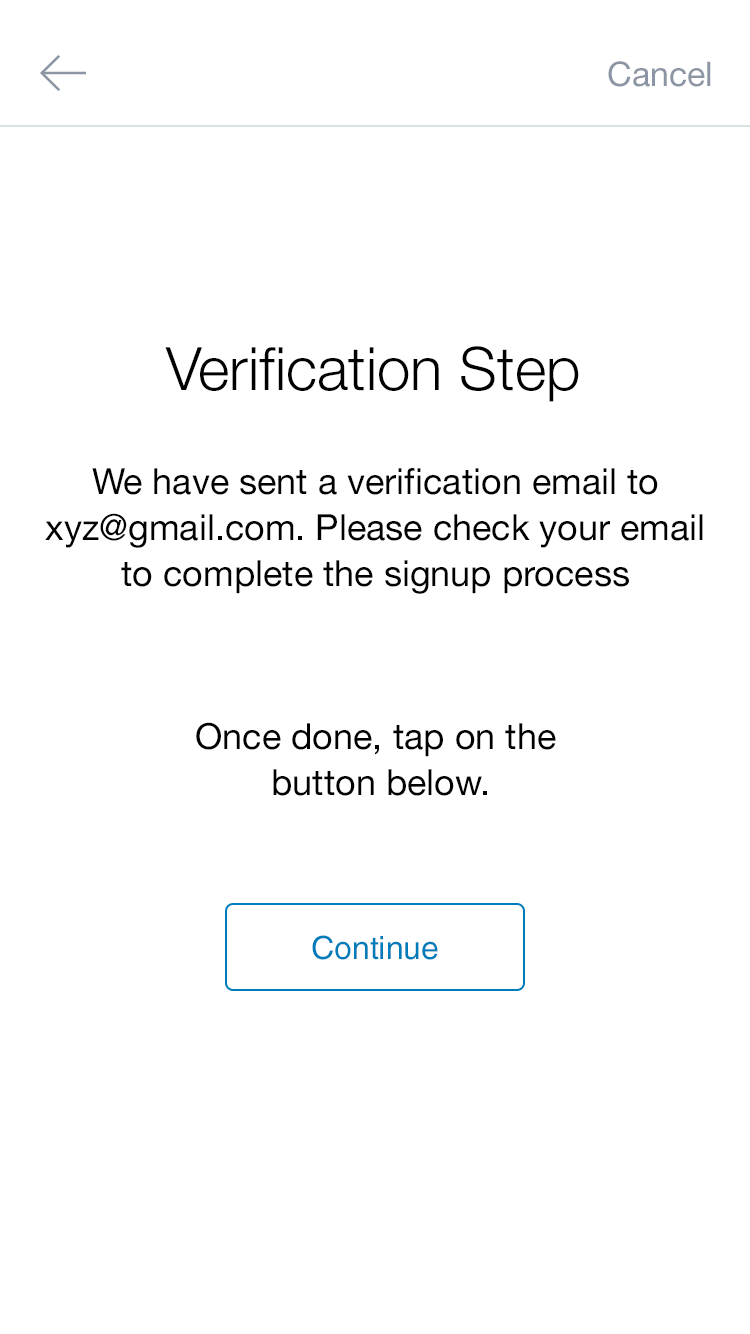 Cancel
Verification Step
We have sent a verification email to
xyz@gmail.com. Please check your email
to complete the signup process
Once done, tap on the
button below.
Continue